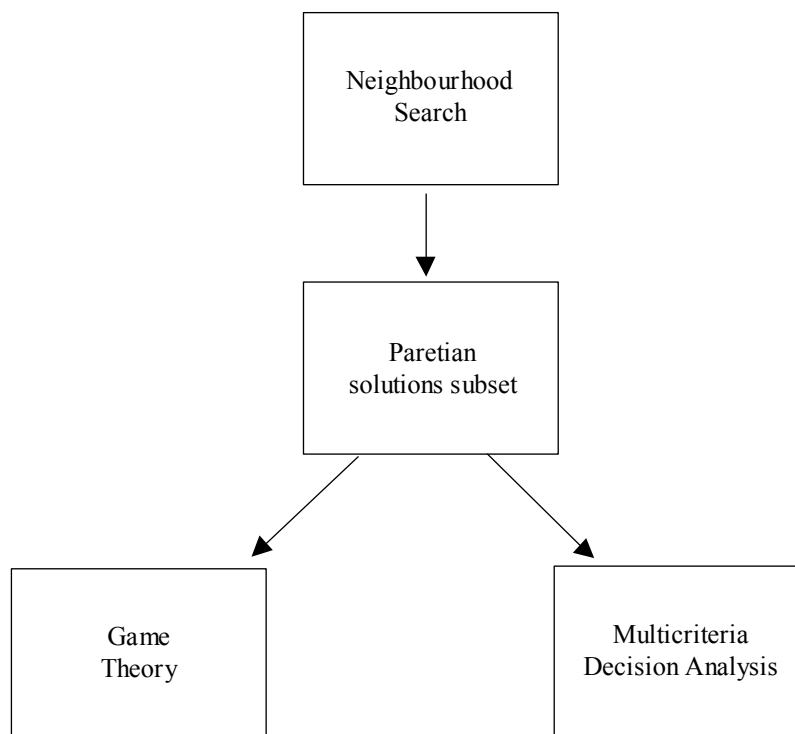 Neighbourhood
Search
Paretian
solutions subset
Game
Theory
Multicriteria
Decision Analysis